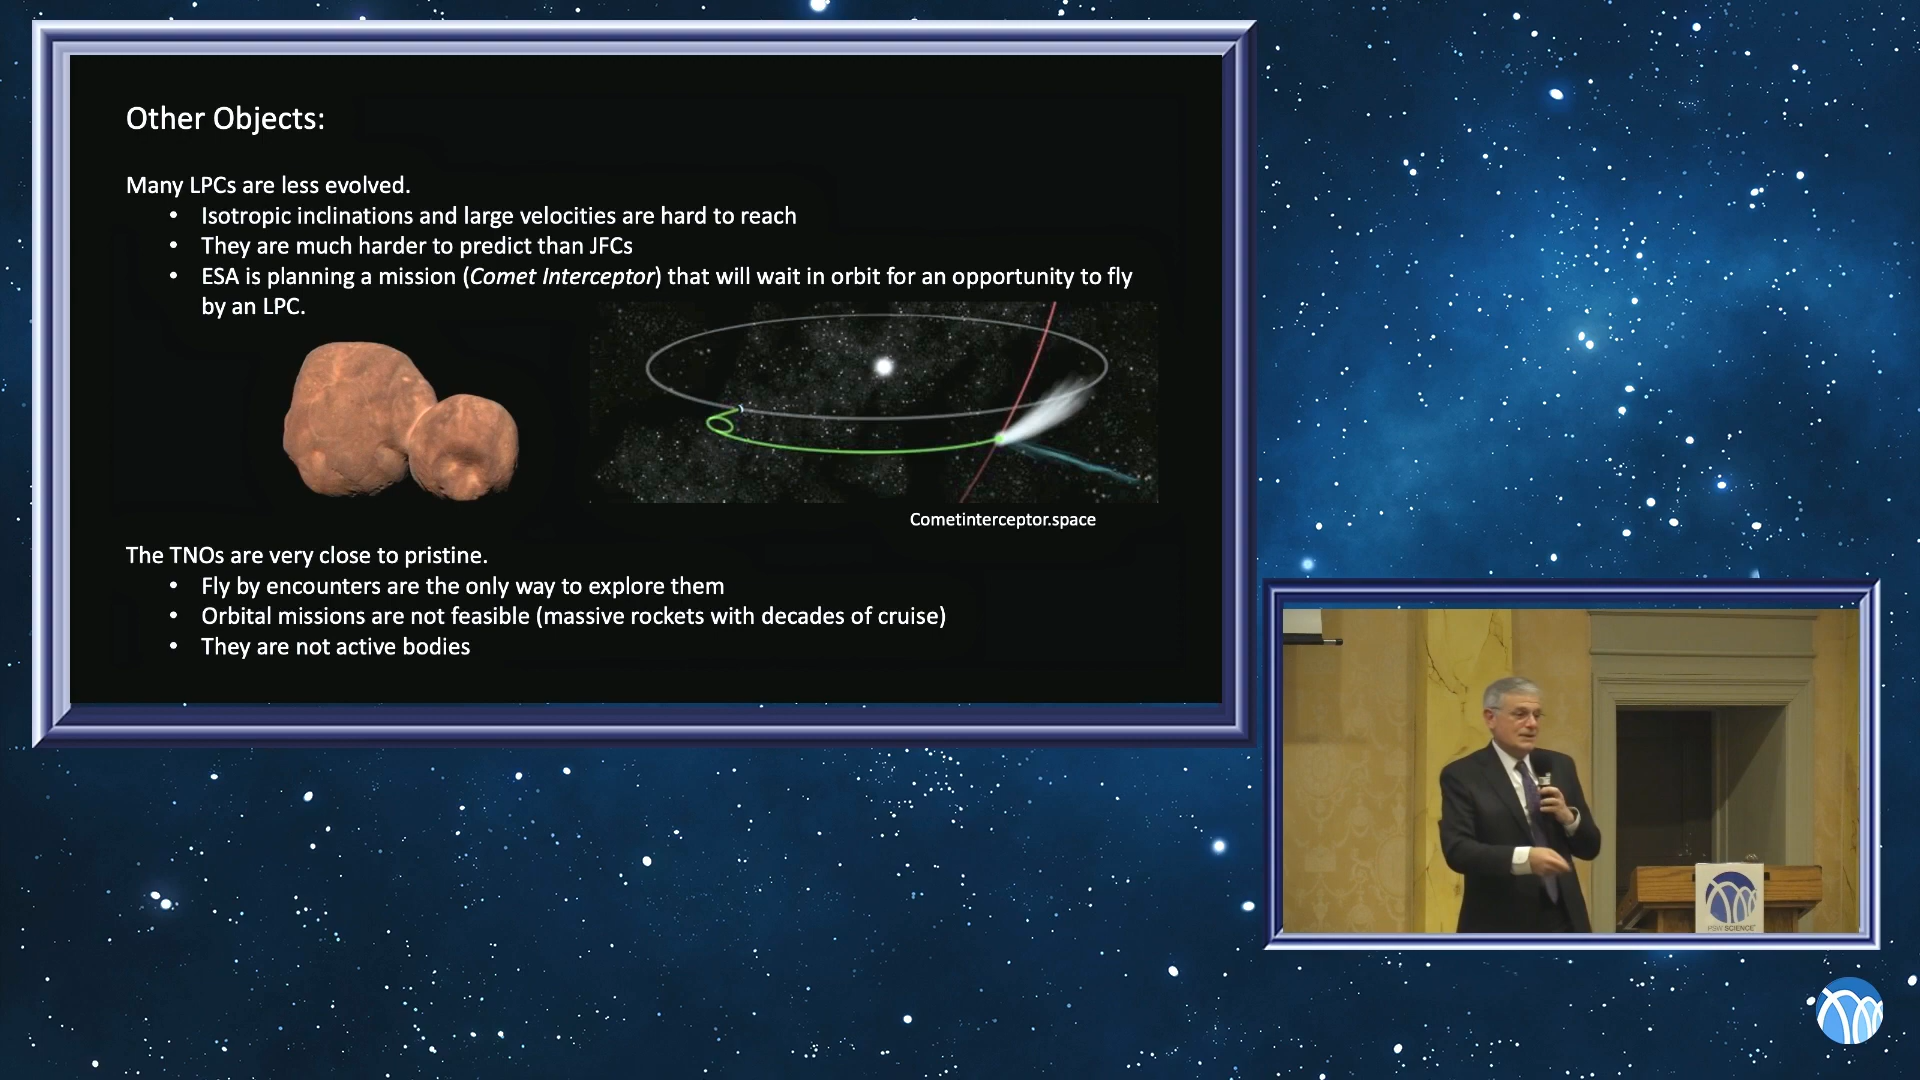 Other Objects:
Many LPCs are less evolved.
• Isotropic inclinations and large velocities are hard to reach
• They are much harder to predict than JFCs
• ESA is planning a mission (Comet Interceptor) that will wait in orbit for an opportunity to fly
by an LPC.
Cometinterceptor.space
The TNOs are very close to pristine.
• Fly by encounters are the only way to explore them
• Orbital missions are not feasible (massive rockets with decades of cruise)
• They are not active bodies
PSW SCIENCE